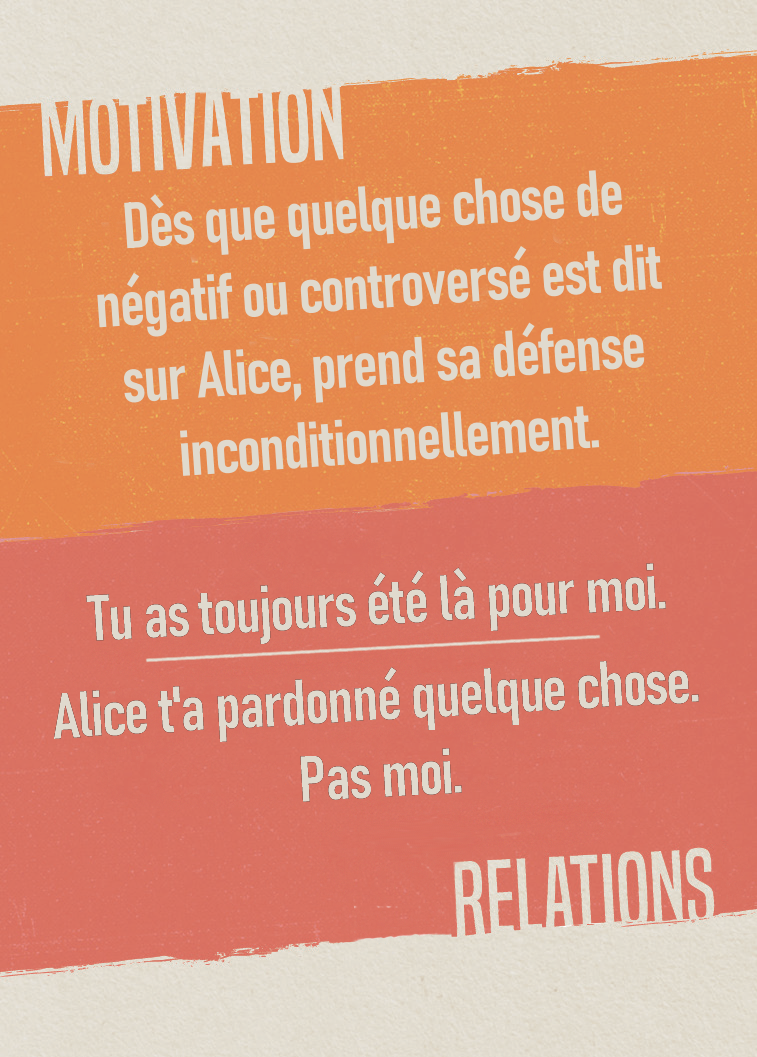 MOTIVATION
Dès que quelque chose de
négatif ou controversé est dit
sur Alice, prend sa défense
inconditionnellement.
Tu as toujours été là pour moi.
Alice t'a pardonné quelque chose.
Pas moi.
RELATIONS